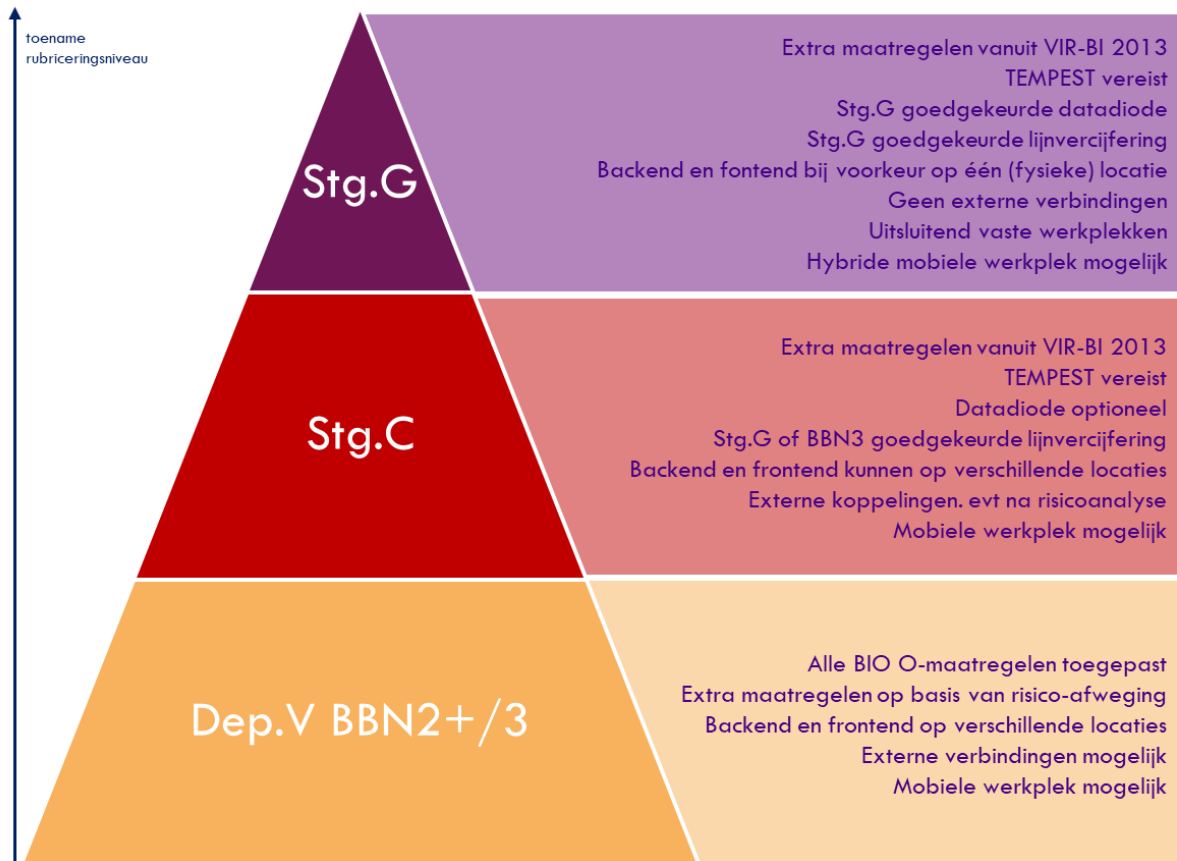 toename
rubriceringsniveau
Stg.G
Extra maatregelen vanuit VIR-BI 2013
TEMPEST vereist
Stg.G goedgekeurde datadiode
Stg.G goedgekeurde lijnvercijfering
Backend en fontend bij voorkeur op één (fysieke) locatie
Geen externe verbindingen
Uitsluitend vaste werkplekken
Hybride mobiele werkplek mogelijk
Stg.C
Extra maatregelen vanuit VIR-BI 2013
TEMPEST vereist
Datadiode optioneel
Stg.G of BBN3 goedgekeurde lijnvercijfering
Backend en frontend kunnen op verschillende locaties
Externe koppelingen. evt na risicoanalyse
Mobiele werkplek mogelijk
Dep.V BBN2+/3
Alle BIO O-maatregelen toegepast
Extra maatregelen op basis van risico-afweging
Backend en frontend op verschillende locaties
Externe verbindingen mogelijk
Mobiele werkplek mogelijk